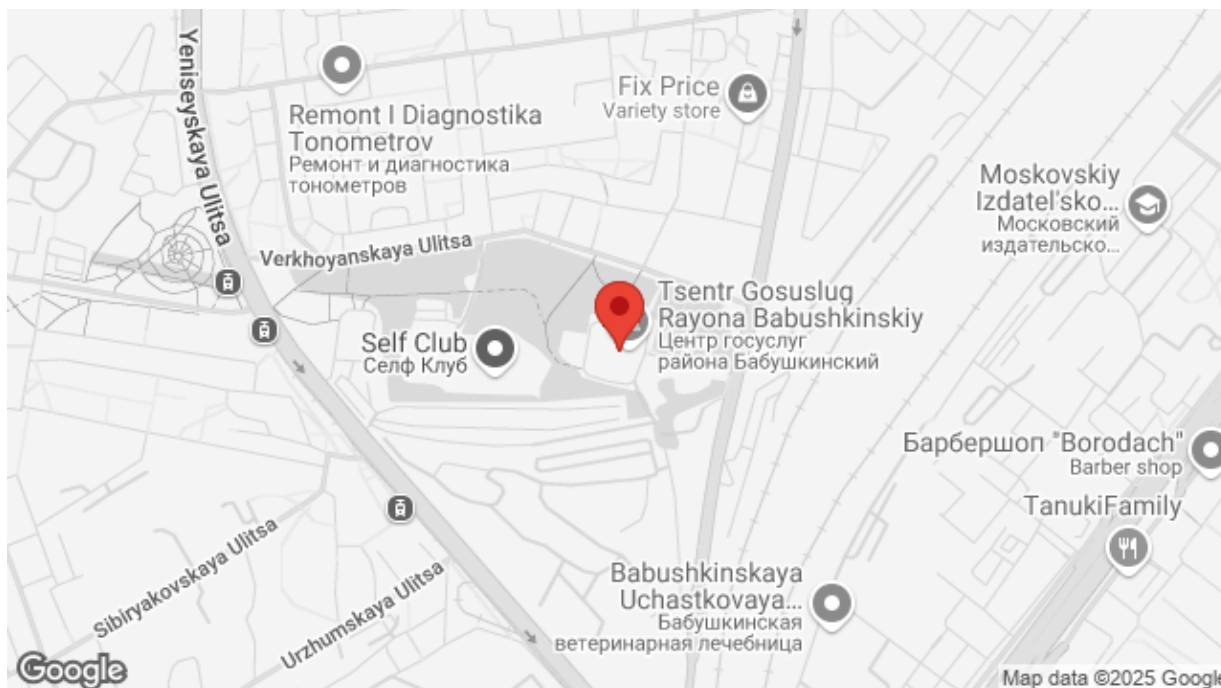 Yeniseyskaya Ulitsa
Remont I Diagnostika
Tonometrov
Ремонт и диагностика
тонометров
Fix Price
Variety store
Moskovskiy
Izdatel'sko...
Московский
издательско...
Verkhoyanskaya Ulitsa
Tsentr Gosuslug
Rayona Babushkinskiy
Центр госуслуг
района Бабушкинский
Self Club
Селф Клуб
Барбершоп "Borodach"
Barber shop
TanukiFamily
Sibiryakovskaya Ulitsa
Urzhumskaya Ulitsa
Babushkinskaya
Uchastkovaya...
Бабушкинская
ветеринарная лечебница
Google
Map data ©2025 Google